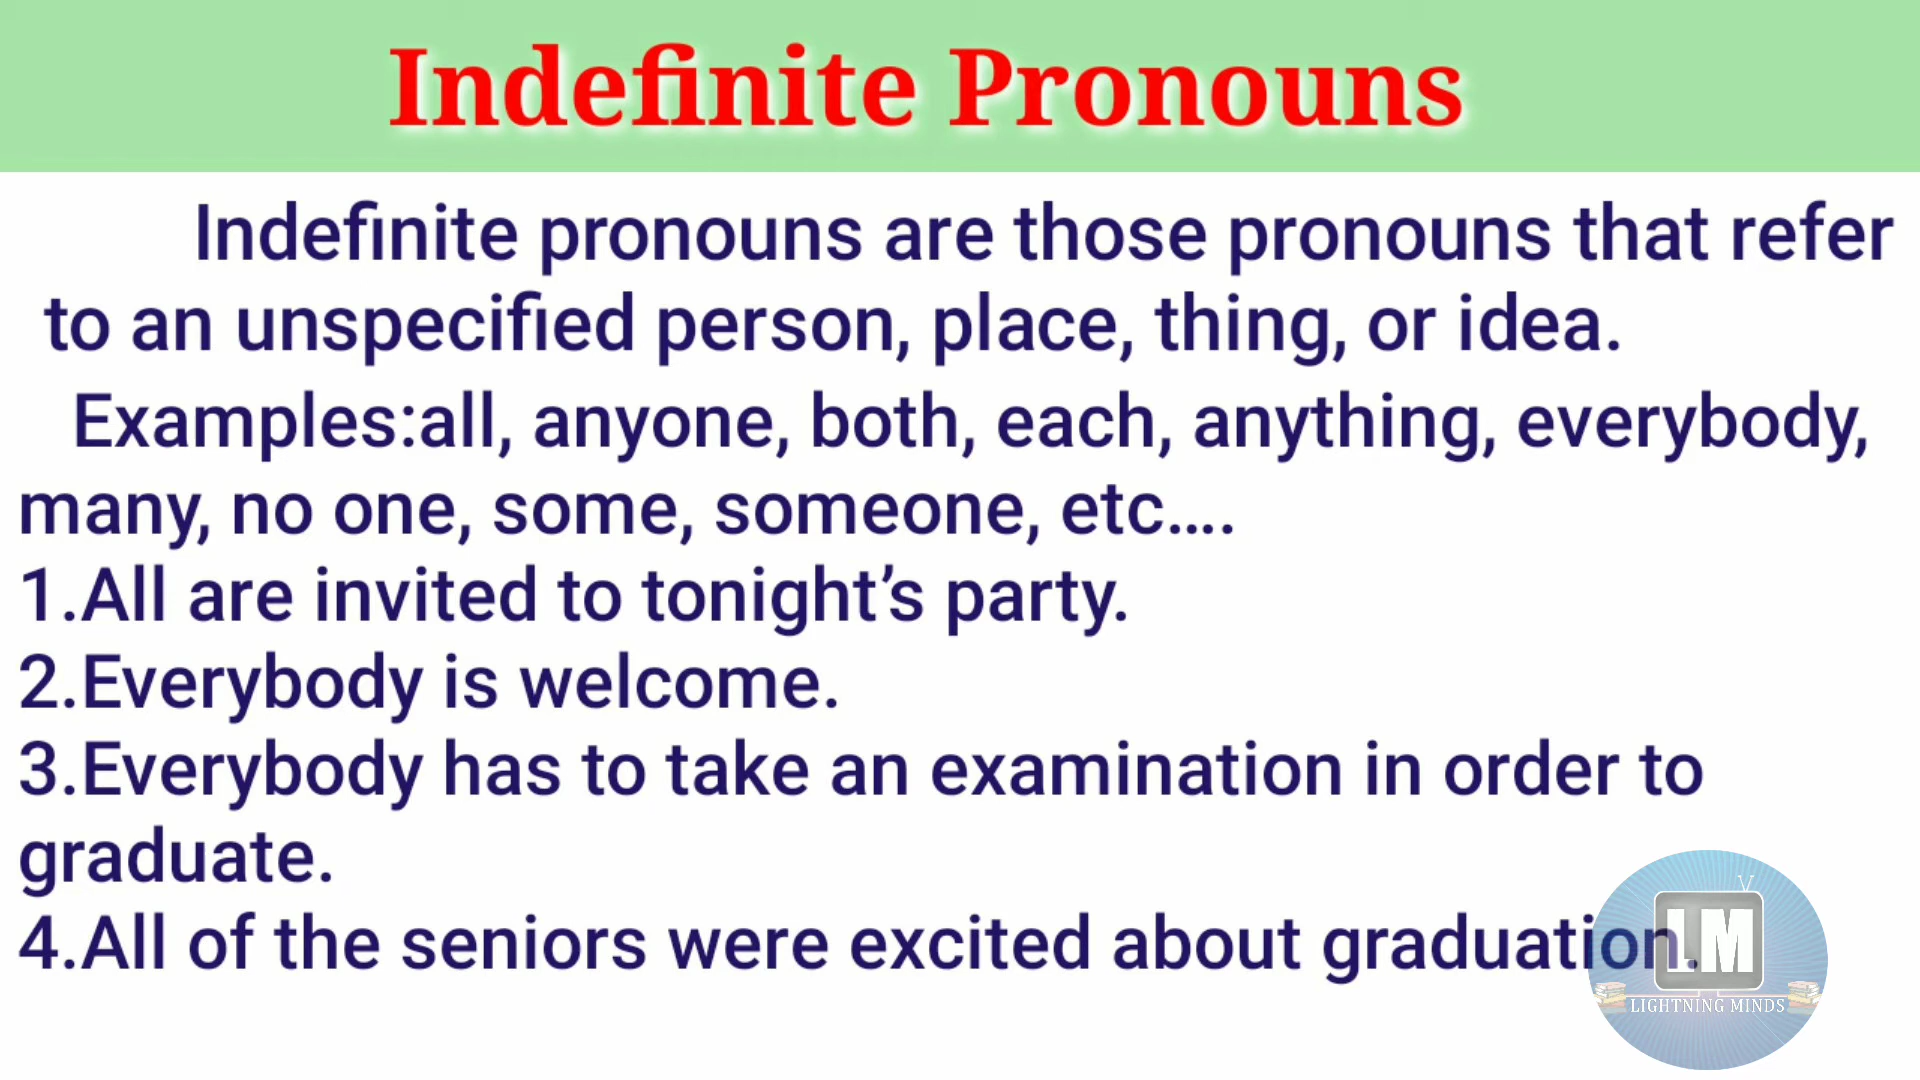 Indefinite Pronouns
Indefinite pronouns are those pronouns that refer
to an unspecified person, place, thing, or idea.
Examples:all, anyone, both, each, anything, everybody,
many, no one, some, someone, etc....
1.All are invited to tonight’s party.
2.Everybody is welcome.
3.Everybody has to take an examination in order to
graduate.
4.All of the seniors were excited about graduation.
LM
LIGHTNING MINDS